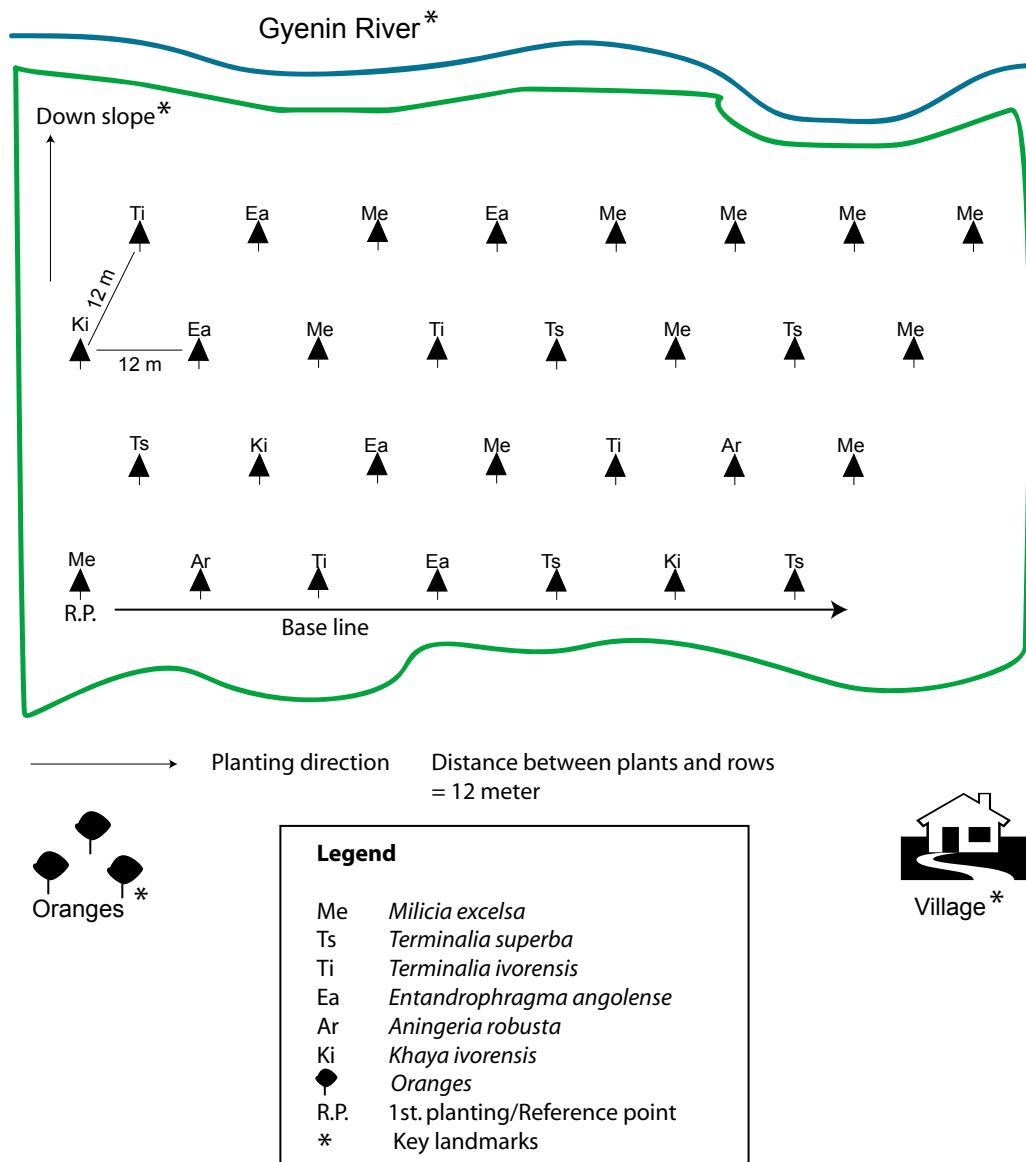 Gyenin River*
Down slope*
Ti Ea Me Ea Me Me Me Me
12 m
Ki Ea Me Ti Ts Me Ts Me
12 m
Ts Ki Ea Me Ti Ar Me
Me Ar Ti Ea Ts Ki Ts
R.P.
Base line
Planting direction
Distance between plants and rows
= 12 meter
Oranges *
Village *
Legend
Me Milicia excelsa
Ts Terminalia superba
Ti Terminalia ivorensis
Ea Entandrophragma angolense
Ar Aningeria robusta
Ki Khaya ivorensis
Oranges
R.P. 1st. planting/Reference point
* Key landmarks